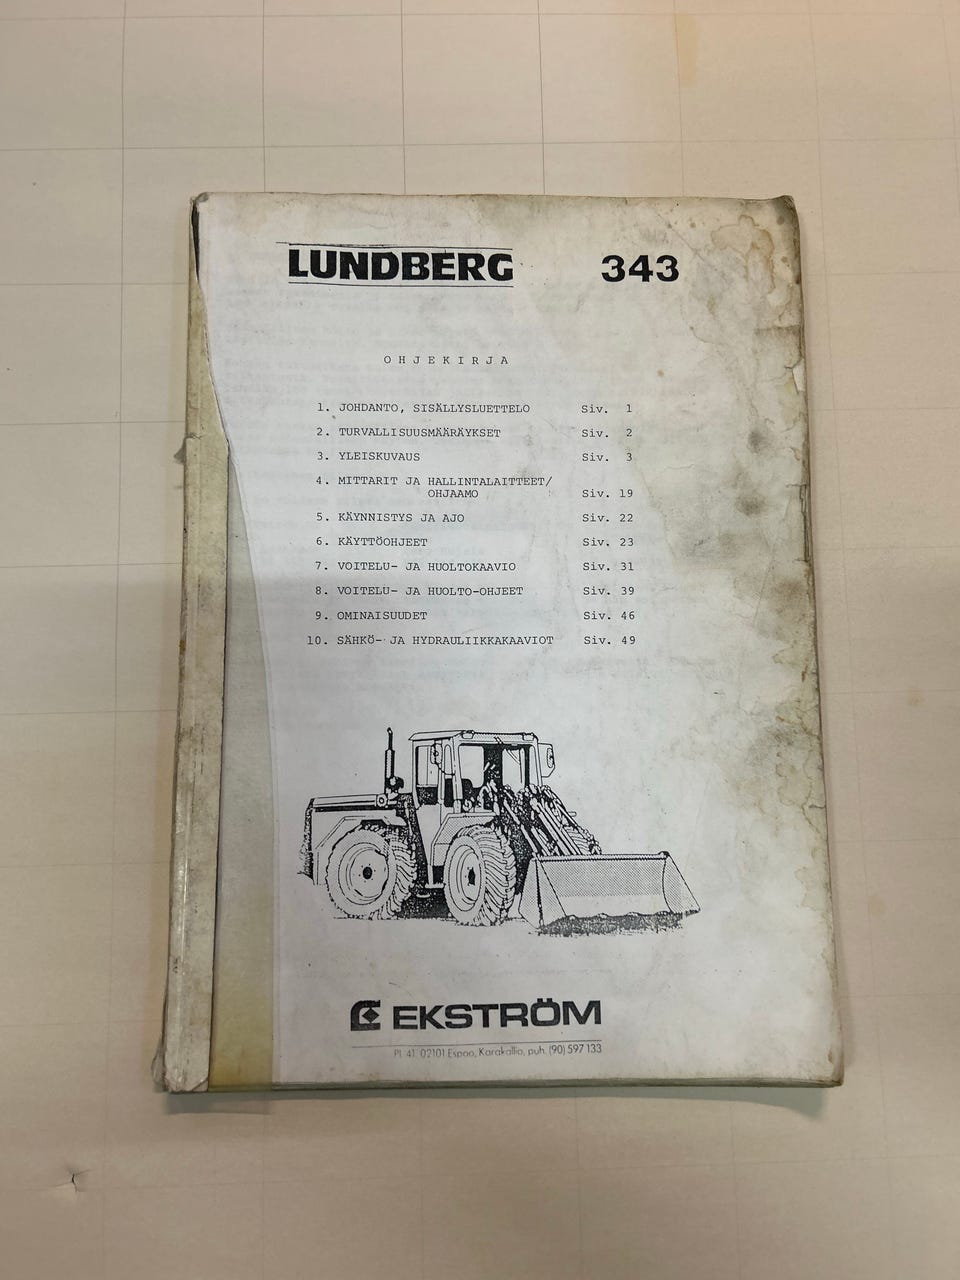 LUNDBERG 343
OHJEKIRJA
1. JOHDANTO, SISÄLLYSLUETTELO Siv. 1
2. TURVALLISUUSMÄÄRÄYKSET Siv. 2
3. YLEISKUVAUS Siv. 3
4. MITTARIT JA HALLINTALAITTEET/
OHJAAMO Siv. 19
5. KÄYNNISTYS JA AJO Siv. 22
6. KÄYTTÖOHJEET Siv. 23
7. VOITELU- JA HUOLTOKAAVIO Siv. 31
8. VOITELU- JA HUOLTO-OHJEET Siv. 39
9. OMINAISUUDET Siv. 46
10. SÄHKÖ- JA HYDRAULIIKKAKAAVIOT Siv. 49
EKSTRÖM
PL 41 02101 Espoo, Karakallio, puh. (90) 597 133